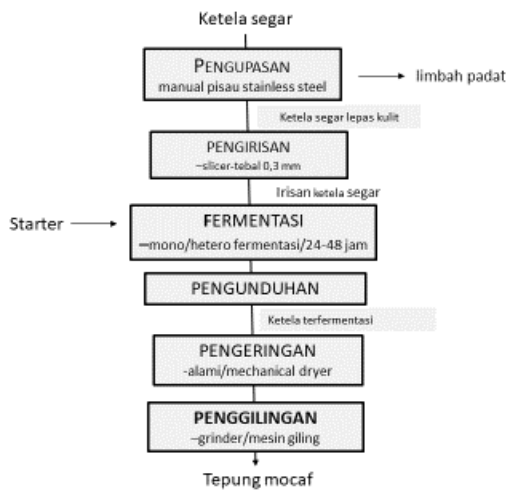 Ketela segar
PENGUPASAN
manual pisau stainless steel
limbah padat
Ketela segar lepas kulit
PENGIRISAN
–slicer-tebal 0,3 mm
Irisan ketela segar
Starter
FERMENTASI
–mono/hetero fermentasi/24-48 jam
PENGUNDUHAN
Ketela terfermentasi
PENGERINGAN
-alami/mechanical dryer
PENGGILINGAN
–grinder/mesin giling
Tepung mocaf